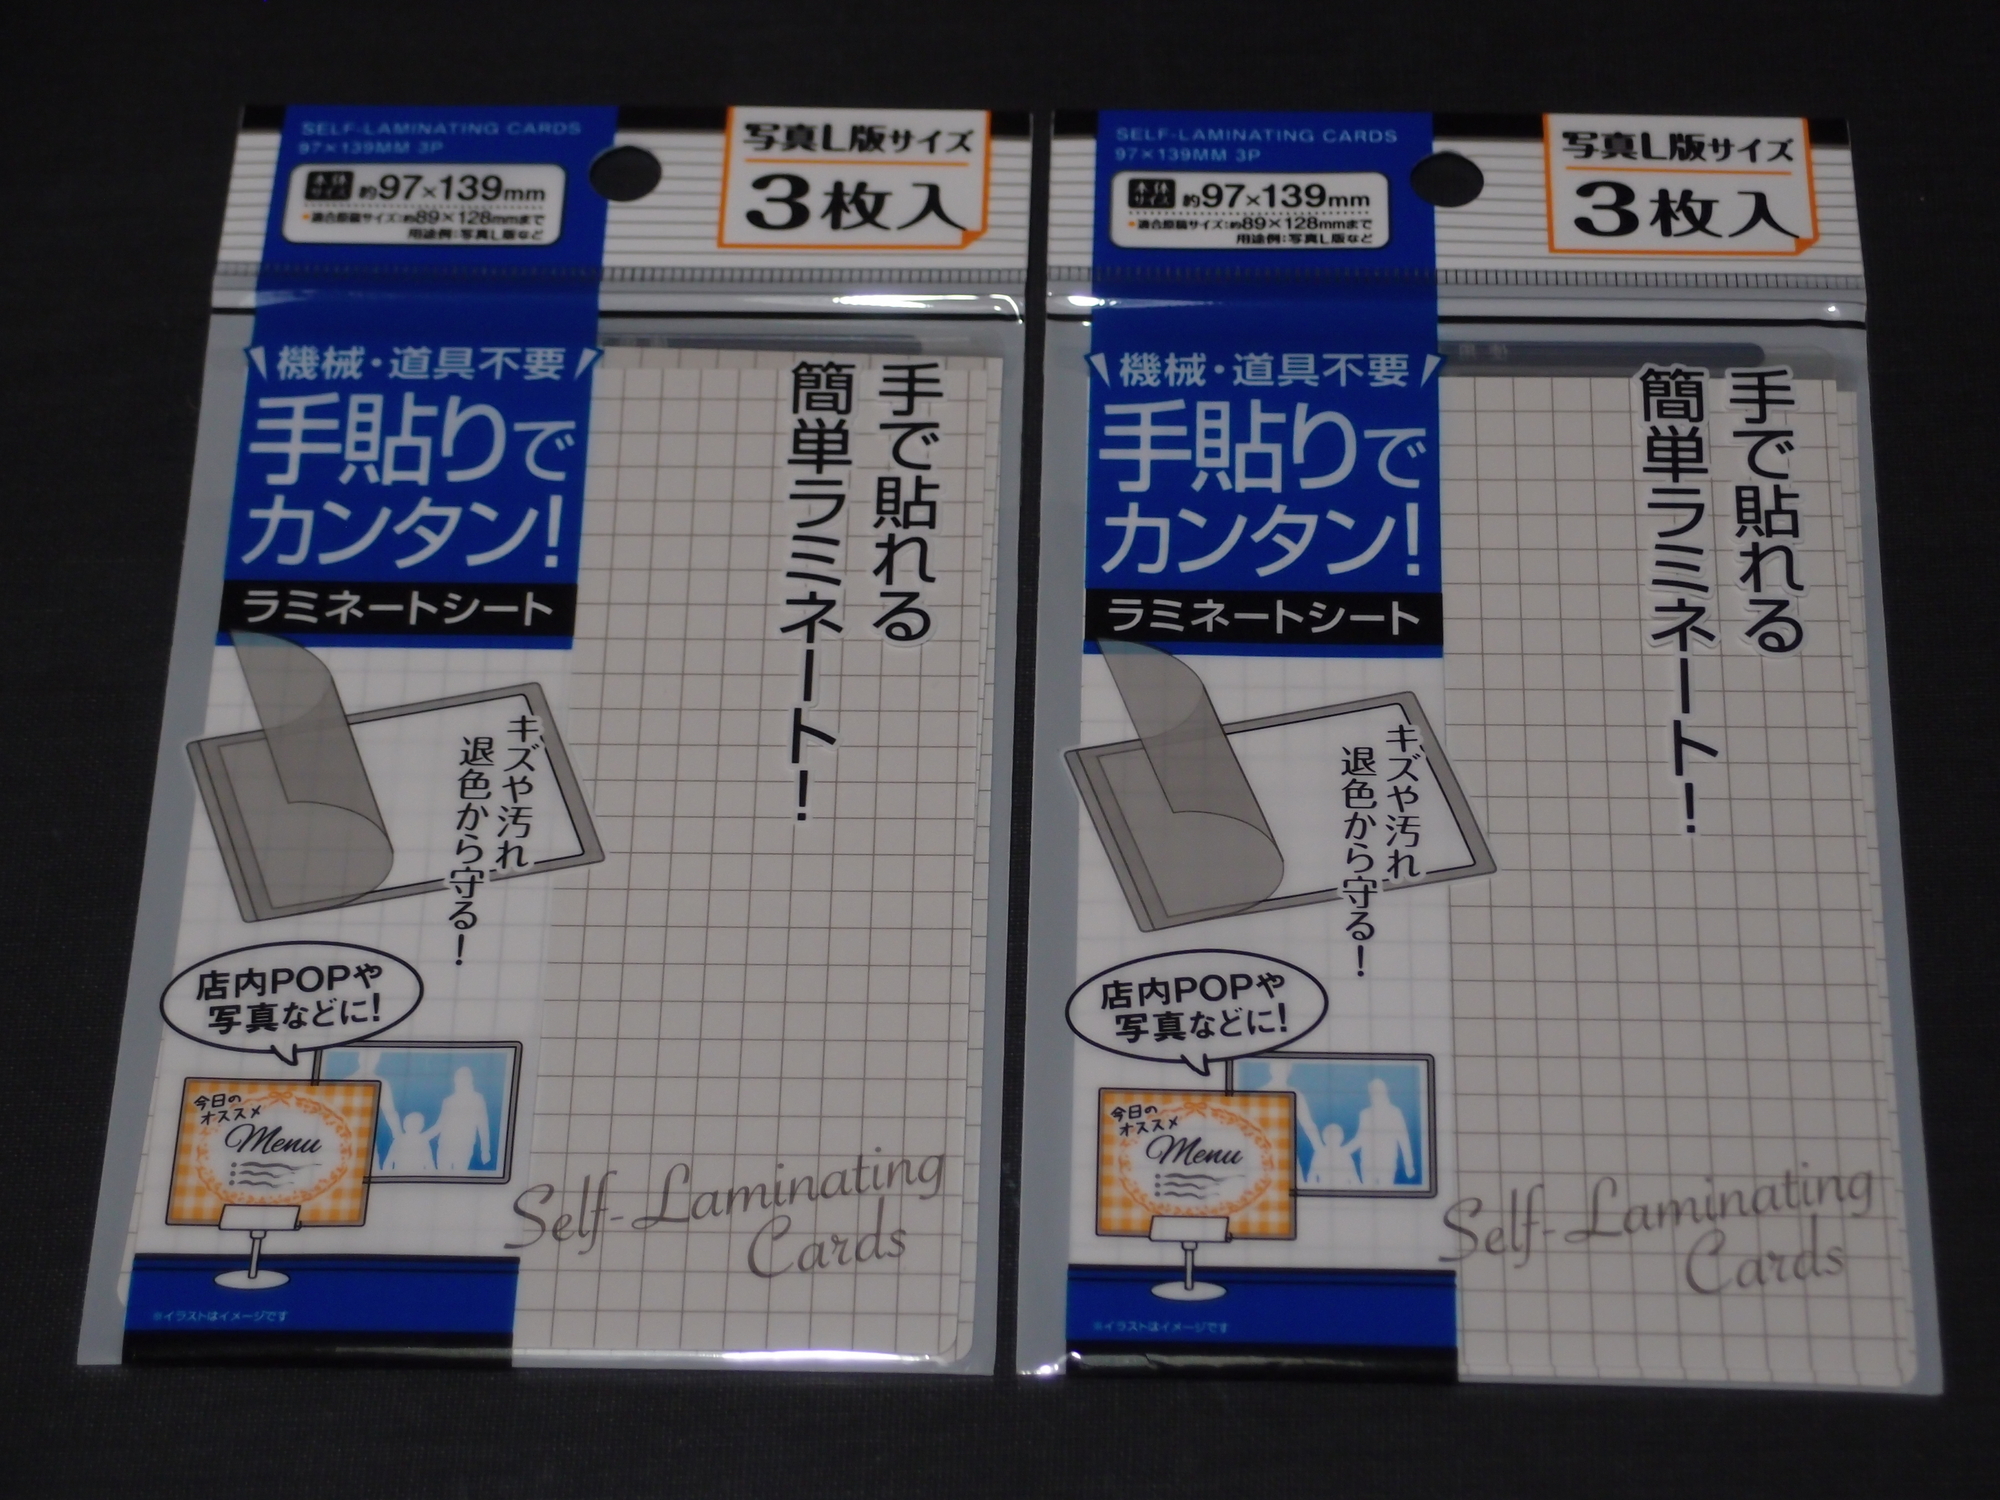 SELF-LAMINATING CARDS
97×139MM 3P
本体サイズ 約97×139mm
●適合原稿サイズ:約89×128mmまで
用途例:写真L版など
写真L版サイズ
3枚入
機械・道具不要
手貼りで
カンタン!
ラミネートシート
手で貼れる
簡単ラミネート!
キズや汚れ
退色から守る!
店内POPや
写真などに!
今日の
オススメ
Menu
Self-Laminating
Cards
※イラストはイメージです
SELF-LAMINATING CARDS
97×139MM 3P
本体サイズ 約97×139mm
●適合原稿サイズ:約89×128mmまで
用途例:写真L版など
写真L版サイズ
3枚入
機械・道具不要
手貼りで
カンタン!
ラミネートシート
手で貼れる
簡単ラミネート!
キズや汚れ
退色から守る!
店内POPや
写真などに!
今日の
オススメ
Menu
Self-Laminating
Cards
※イラストはイメージです